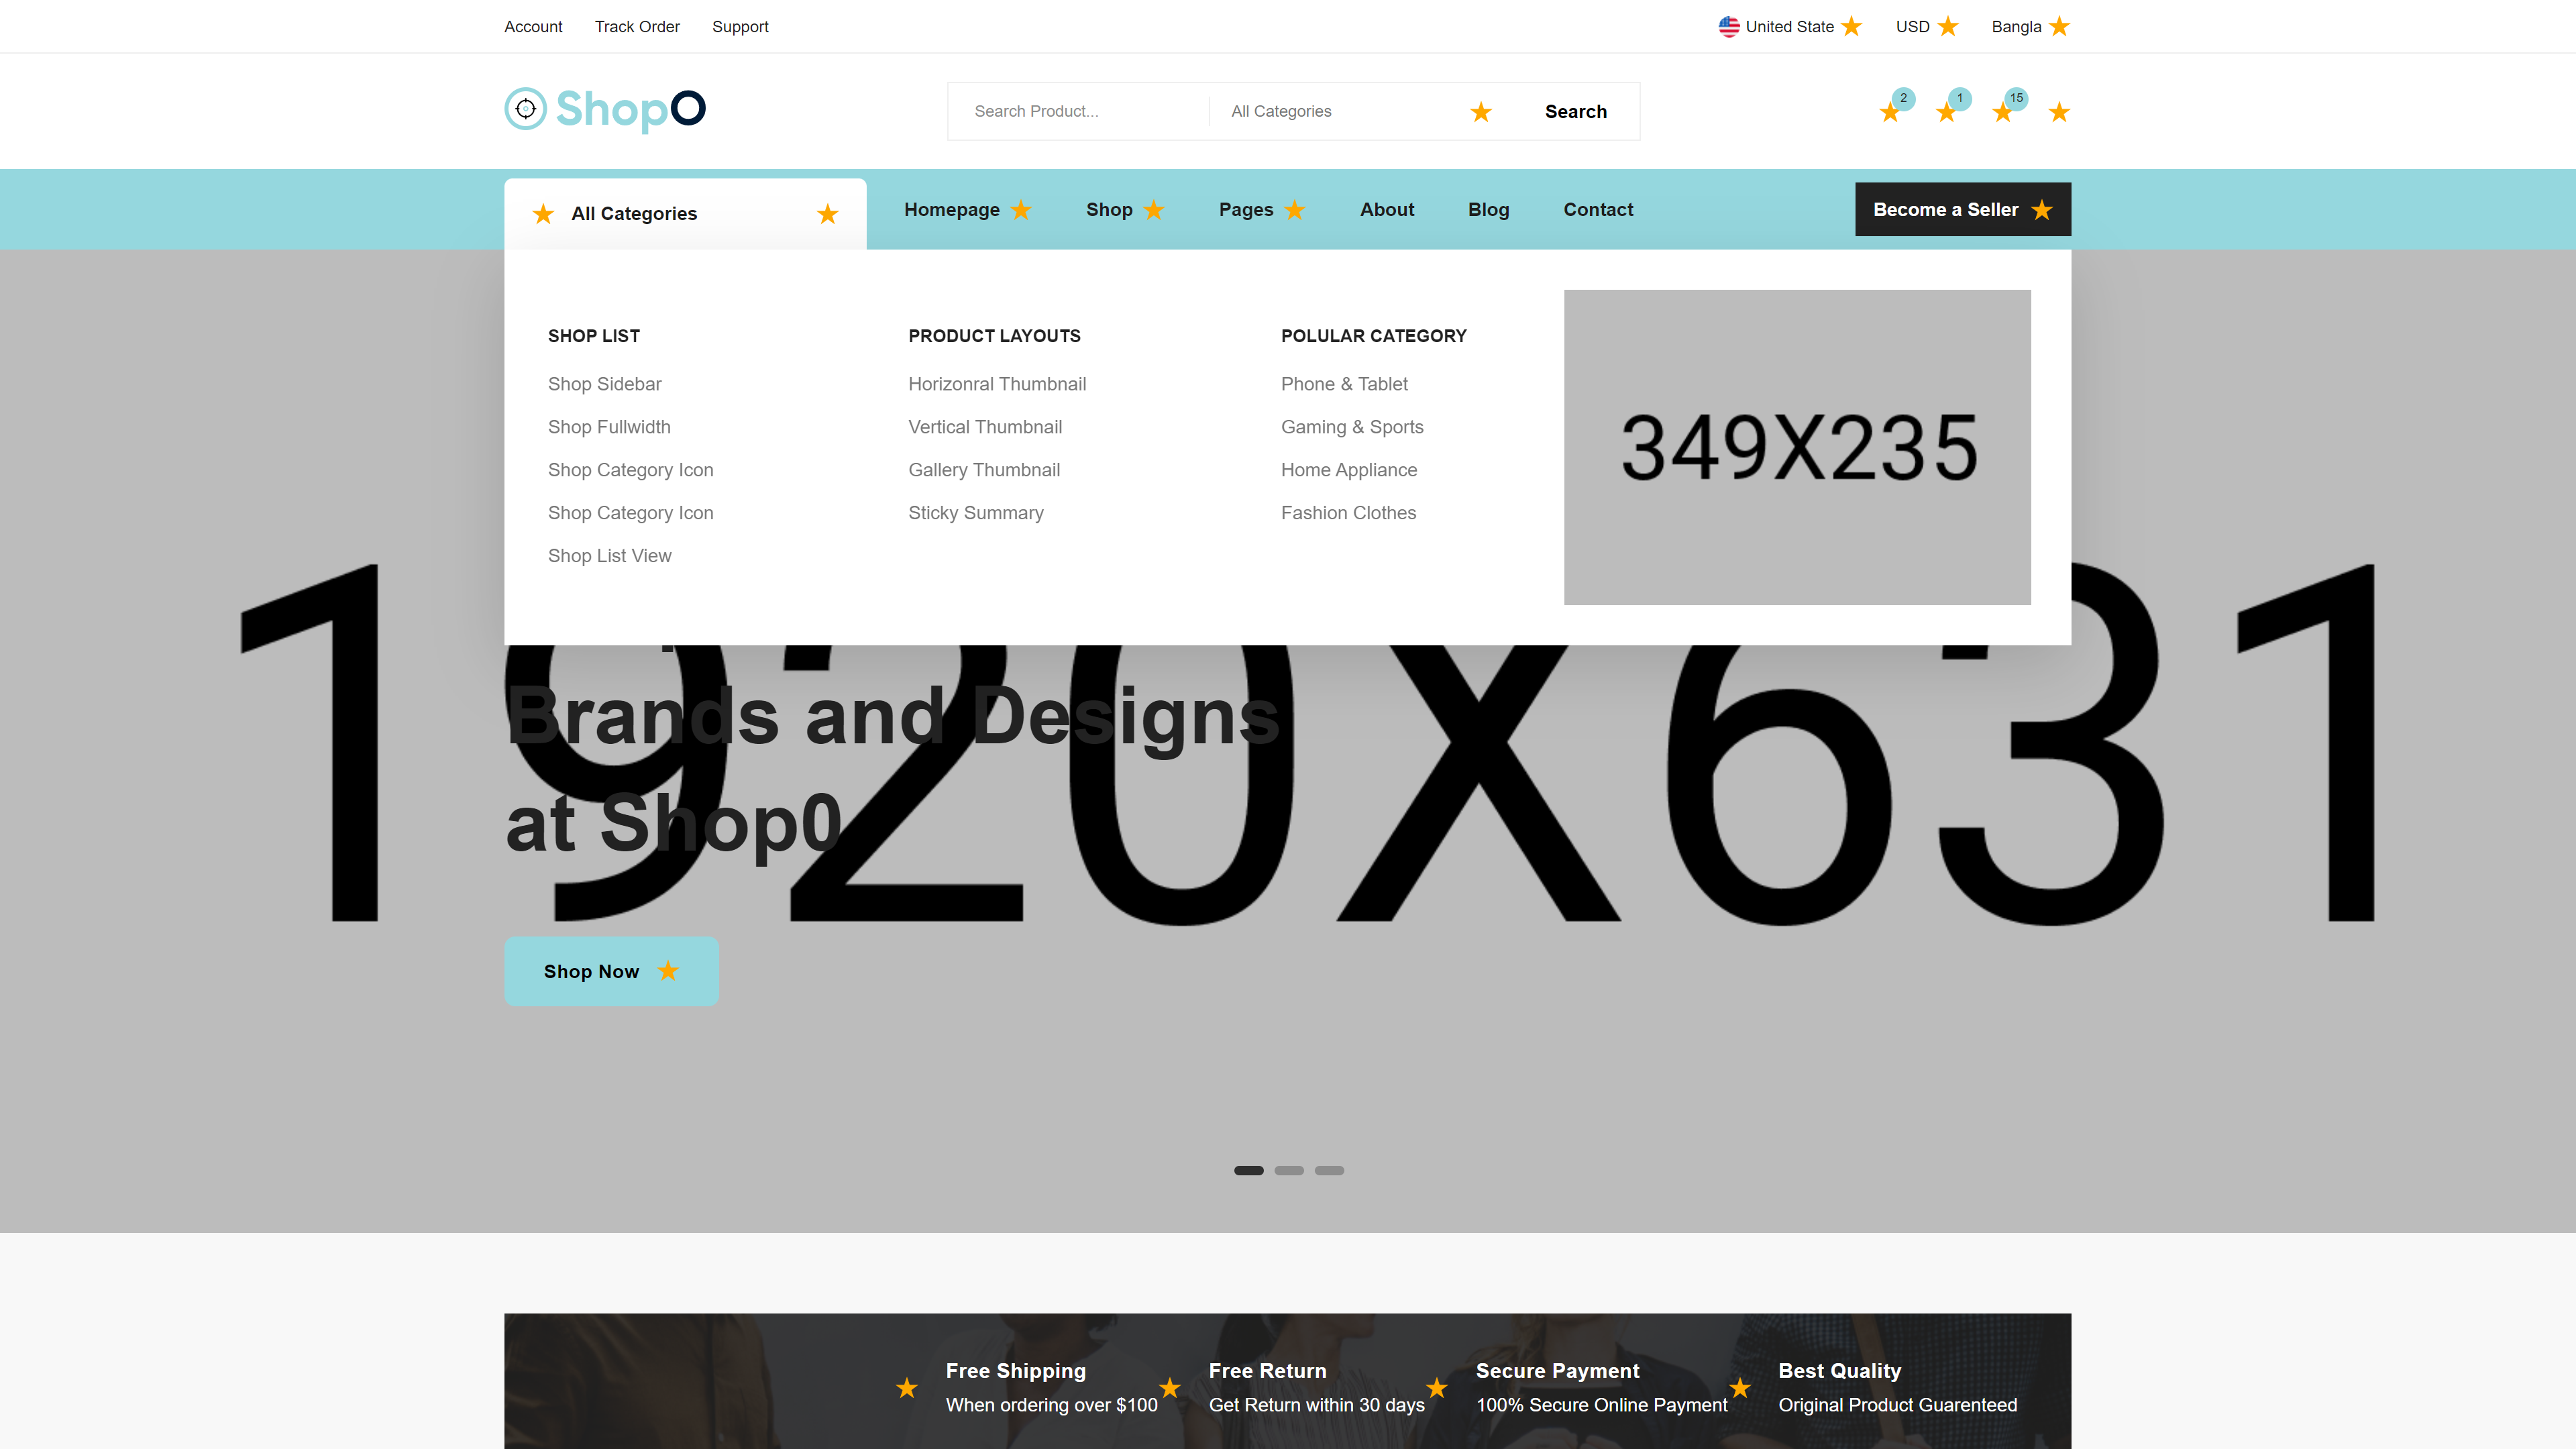 Account Track Order Support
United State USD Bangla
ShopO
Search Product... All Categories Search
2 1 15
All Categories
Homepage Shop Pages About Blog Contact
Become a Seller
SHOP LIST
Shop Sidebar
Shop Fullwidth
Shop Category Icon
Shop Category Icon
Shop List View
PRODUCT LAYOUTS
Horizonral Thumbnail
Vertical Thumbnail
Gallery Thumbnail
Sticky Summary
POLULAR CATEGORY
Phone & Tablet
Gaming & Sports
Home Appliance
Fashion Clothes
349X235
1920X631
Brands and Designs
at Shop0
Shop Now
Free Shipping
When ordering over $100
Free Return
Get Return within 30 days
Secure Payment
100% Secure Online Payment
Best Quality
Original Product Guarenteed